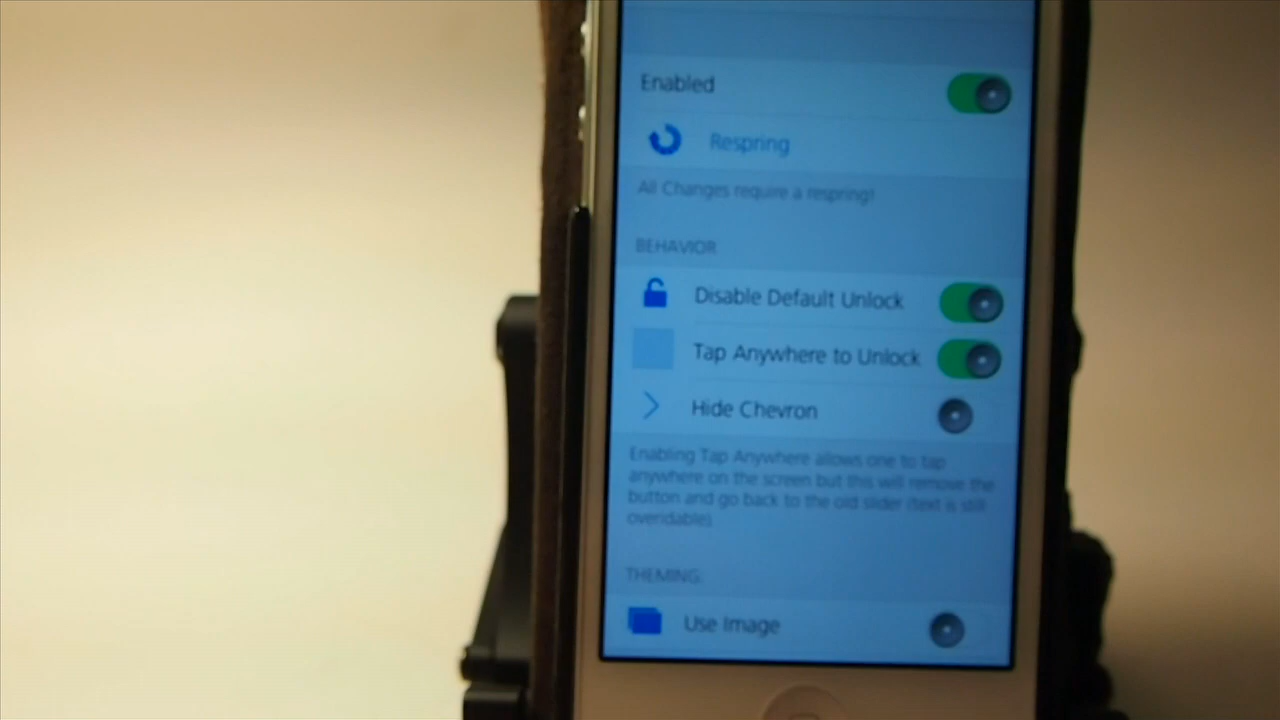 Enabled
Respring
All Changes require a respring!
BEHAVIOR
Disable Default Unlock
Tap Anywhere to Unlock
Hide Chevron
Enabling Tap Anywhere allows one to tap
anywhere on the screen but this will remove the
button and go back to the old slider (text is still
overidable)
THEMING:
Use Image